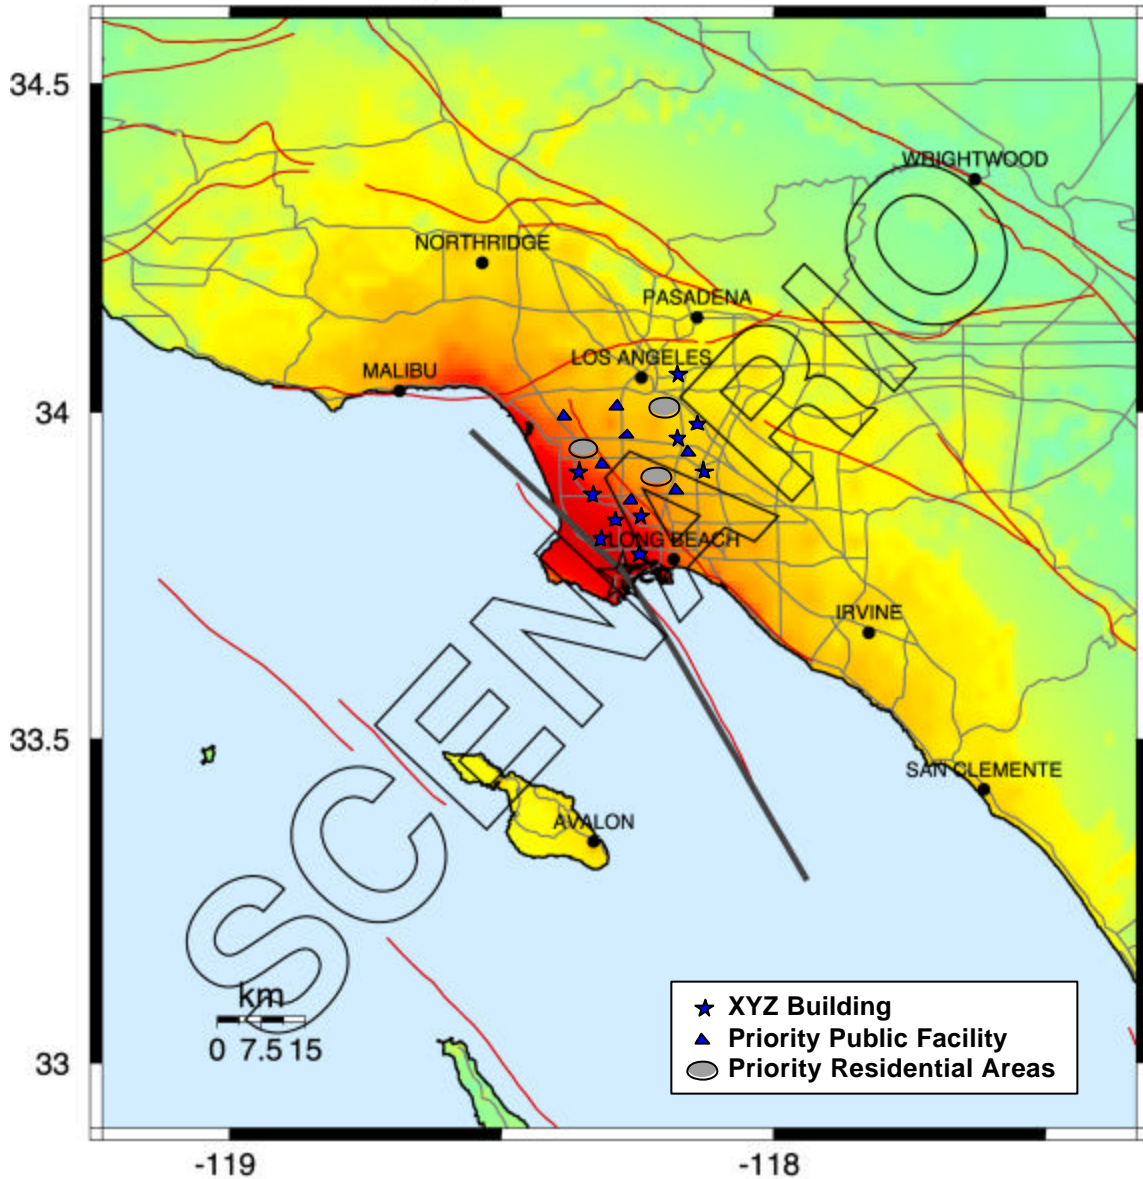 34.5
WRIGHTWOOD
NORTHRIDGE
PASADENA
LOS ANGELES
MALIBU
34
LONG BEACH
IRVINE
33.5
SAN CLEMENTE
AVALON
SCENARIO
km
0 7.5 15
33
XYZ Building
Priority Public Facility
Priority Residential Areas
-119
-118